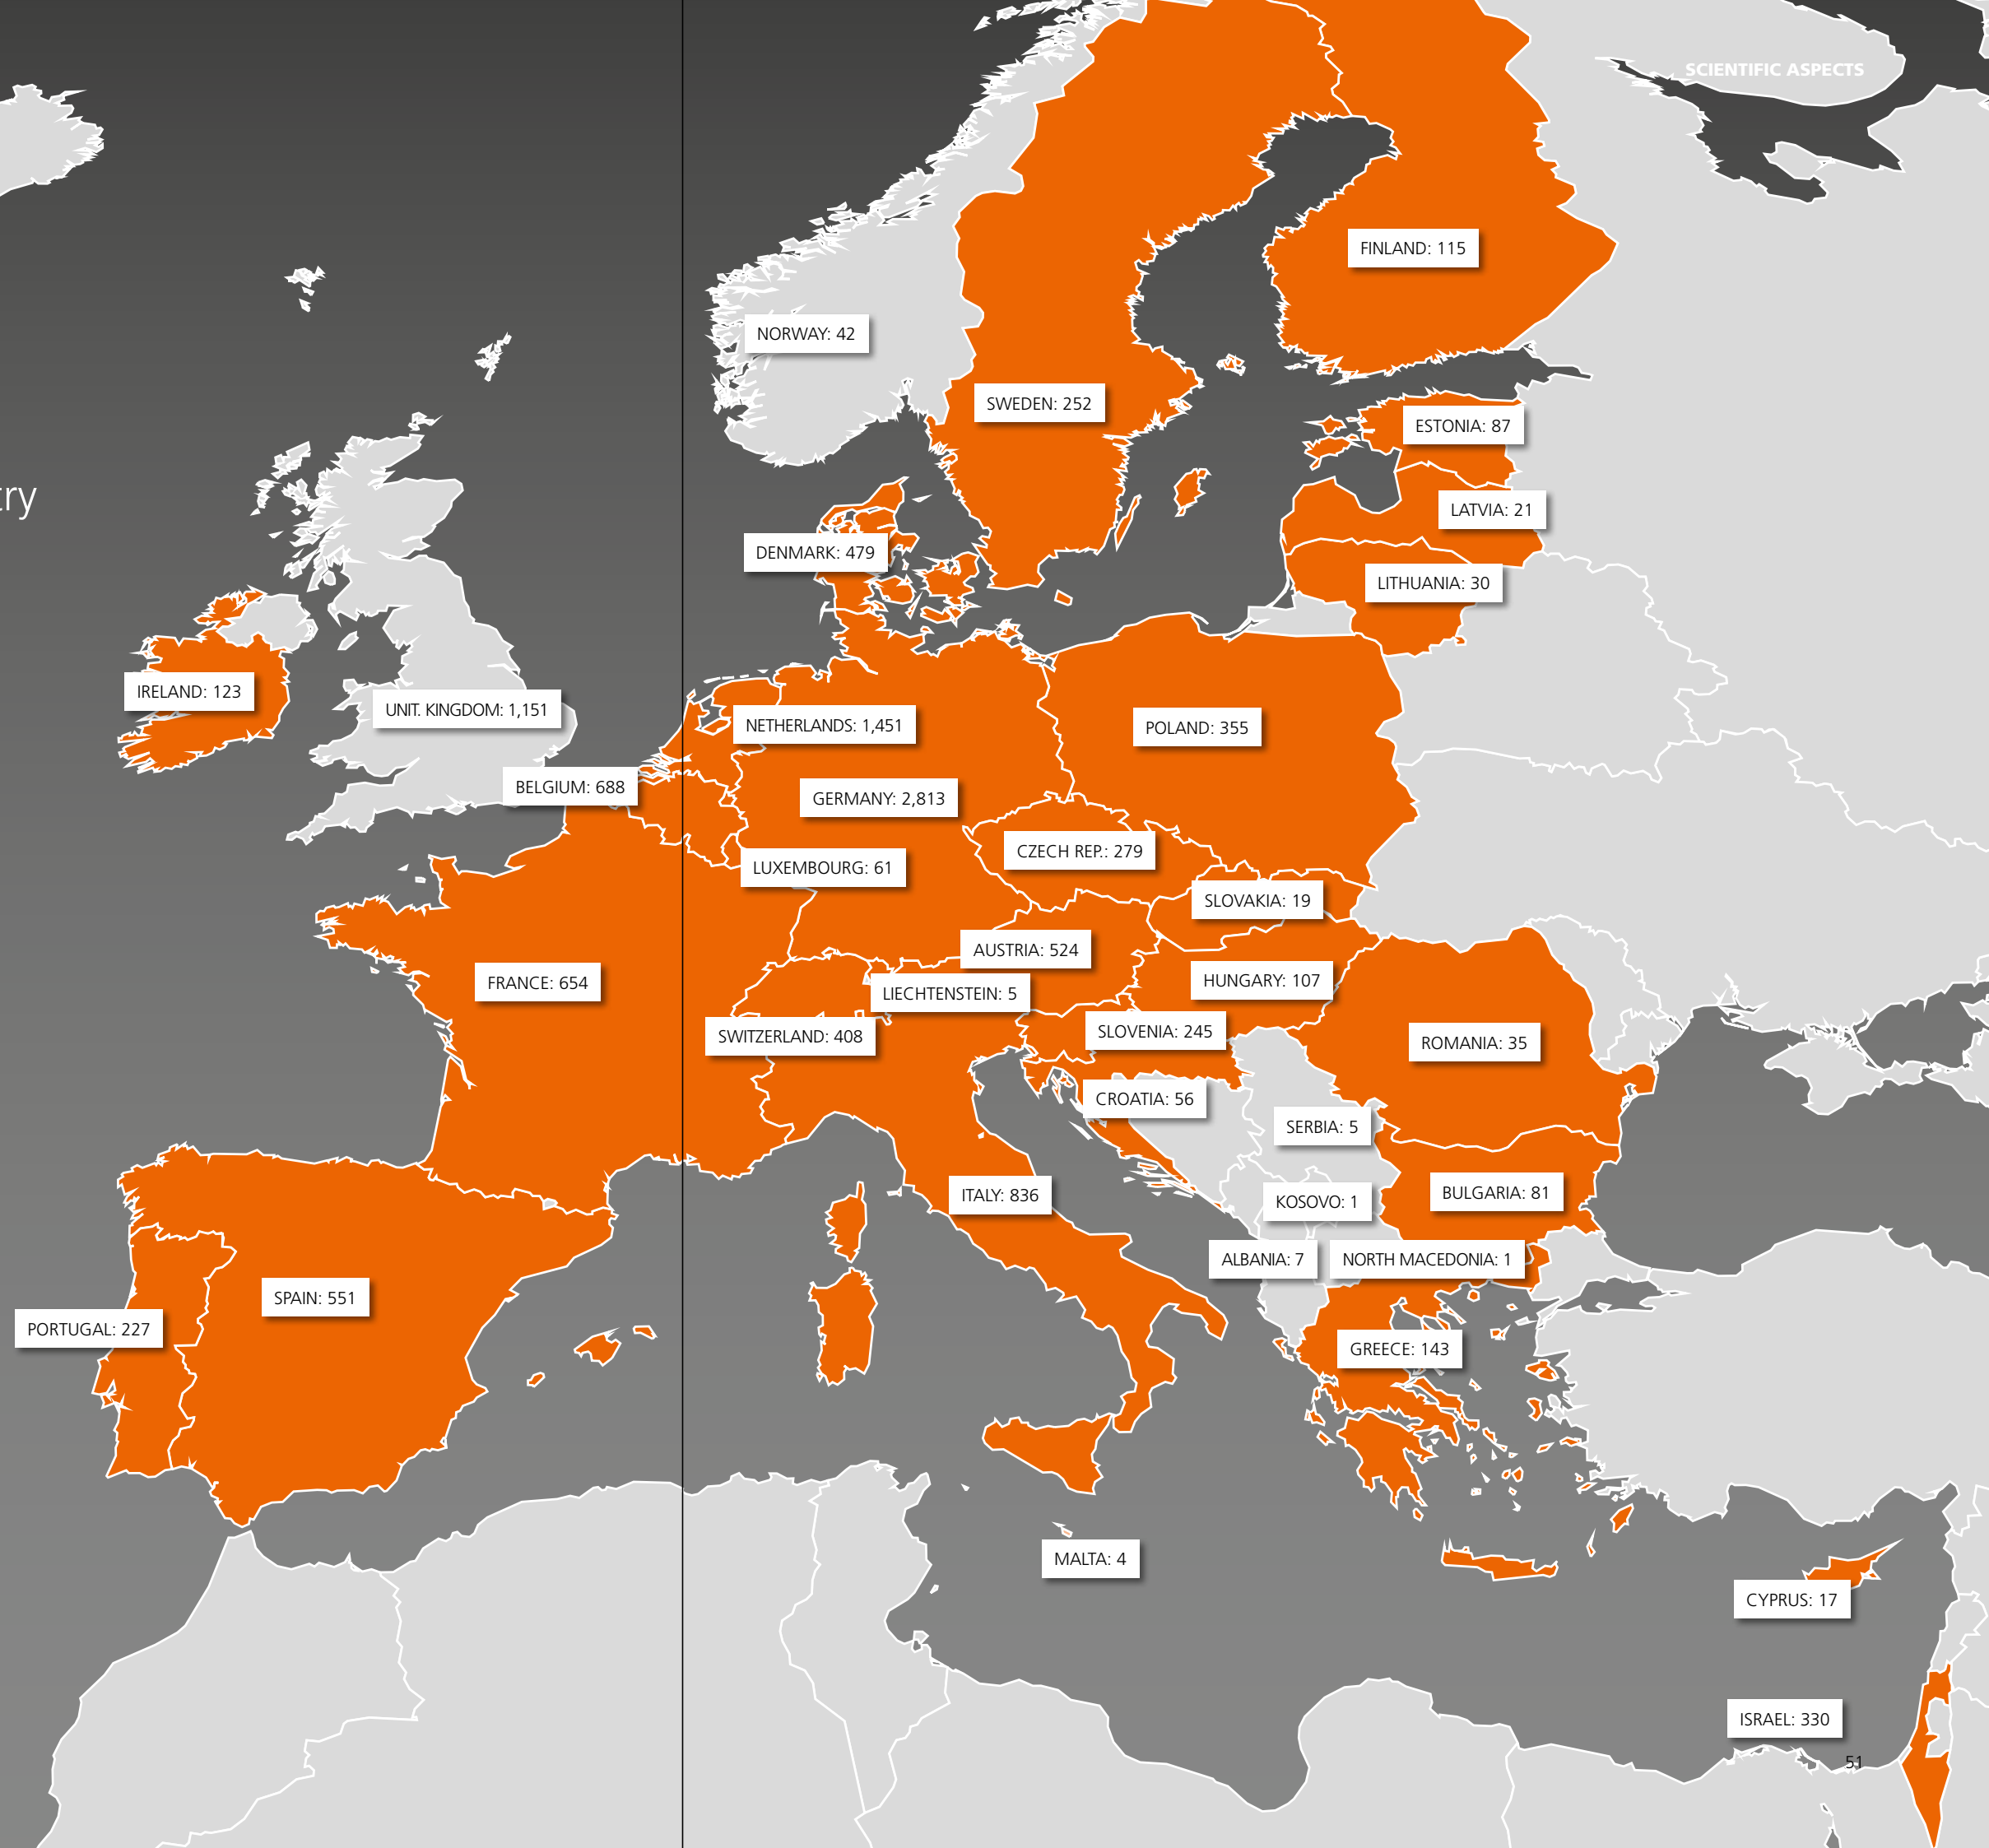 SCIENTIFIC ASPECTS
FINLAND: 115
NORWAY: 42
SWEDEN: 252
ESTONIA: 87
try
LATVIA: 21
DENMARK: 479
LITHUANIA: 30
IRELAND: 123
UNIT. KINGDOM: 1,151
NETHERLANDS: 1,451
POLAND: 355
BELGIUM: 688
GERMANY: 2,813
CZECH REP.: 279
LUXEMBOURG: 61
SLOVAKIA: 19
AUSTRIA: 524
FRANCE: 654
HUNGARY: 107
LIECHTENSTEIN: 5
SWITZERLAND: 408
SLOVENIA: 245
ROMANIA: 35
CROATIA: 56
SERBIA: 5
ITALY: 836
KOSOVO: 1
BULGARIA: 81
ALBANIA: 7
NORTH MACEDONIA: 1
SPAIN: 551
PORTUGAL: 227
GREECE: 143
MALTA: 4
CYPRUS: 17
ISRAEL: 330
51